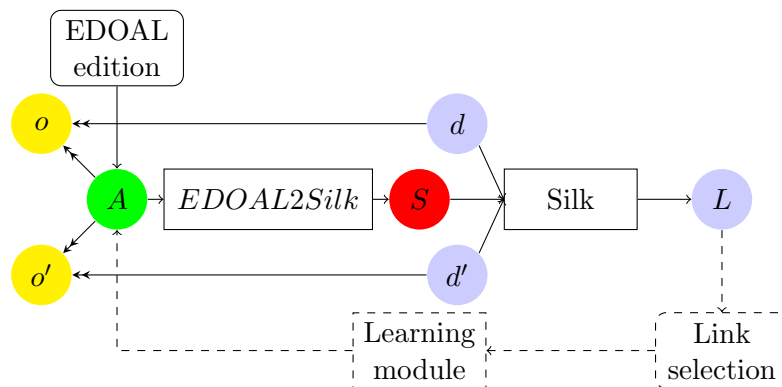 EDOAL
edition
o
d
A
EDOAL2Silk
S
Silk
L
o′
d′
Learning
module
Link
selection